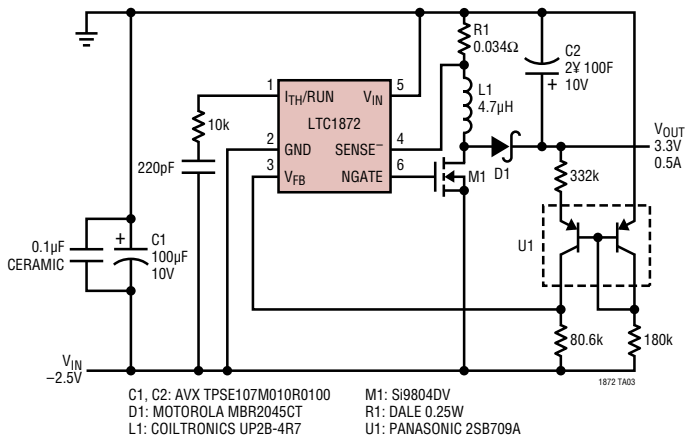 R1
0.034Ω
C2
2¥ 100F
10V
+
L1
4.7µH
1
ITH/RUN
VIN
5
LTC1872
10k
2
GND
SENSE–
4
3
VFB
NGATE
6
220pF
M1
D1
VOUT
3.3V
0.5A
332k
U1
0.1µF
CERAMIC
+
C1
100µF
10V
80.6k
180k
VIN
–2.5V
1872 TA03
C1, C2: AVX TPSE107M010R0100
D1: MOTOROLA MBR2045CT
L1: COILTRONICS UP2B-4R7
M1: Si9804DV
R1: DALE 0.25W
U1: PANASONIC 2SB709A